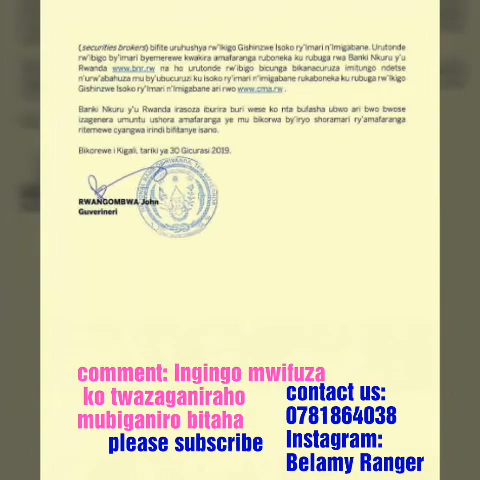 (securities brokers) bifite uruhushya rw'Ikigo Gishinzwe Isoko ry'Imari n'Imigabane. Urutonde
rw'ibigo by'imari byemerewe kwakira amafaranga ruboneka ku rubuga rwa Banki Nkuru y'u
Rwanda www.bnr.rw na ho urutonde rw'ibigo bicunga bikanacuruza imitungo ndetse
n'urw'abahuza mu by'ubucuruzi ku isoko ry'imari n'imigabane rukaboneka ku rubuga rw'Ikigo
Gishinzwe Isoko ry'Imari n'Imigabane ari rwo www.cma.rw .
Banki Nkuru y'u Rwanda irasoza iburira buri wese ko nta bufasha ubwo ari bwo bwose
izagenera umuntu ushora amafaranga ye mu bikorwa by'iryo shoramari ry'amafaranga
ritemewe cyangwa irindi bifitanye isano.
Bikorewe i Kigali, tariki ya 30 Gicurasi 2019.
RWANGOMBWA John
Guverineri
comment: Ingingo mwifuza
ko twazaganiraho
mubiganiro bitaha
please subscribe
contact us:
0781864038
Instagram:
Belamy Ranger